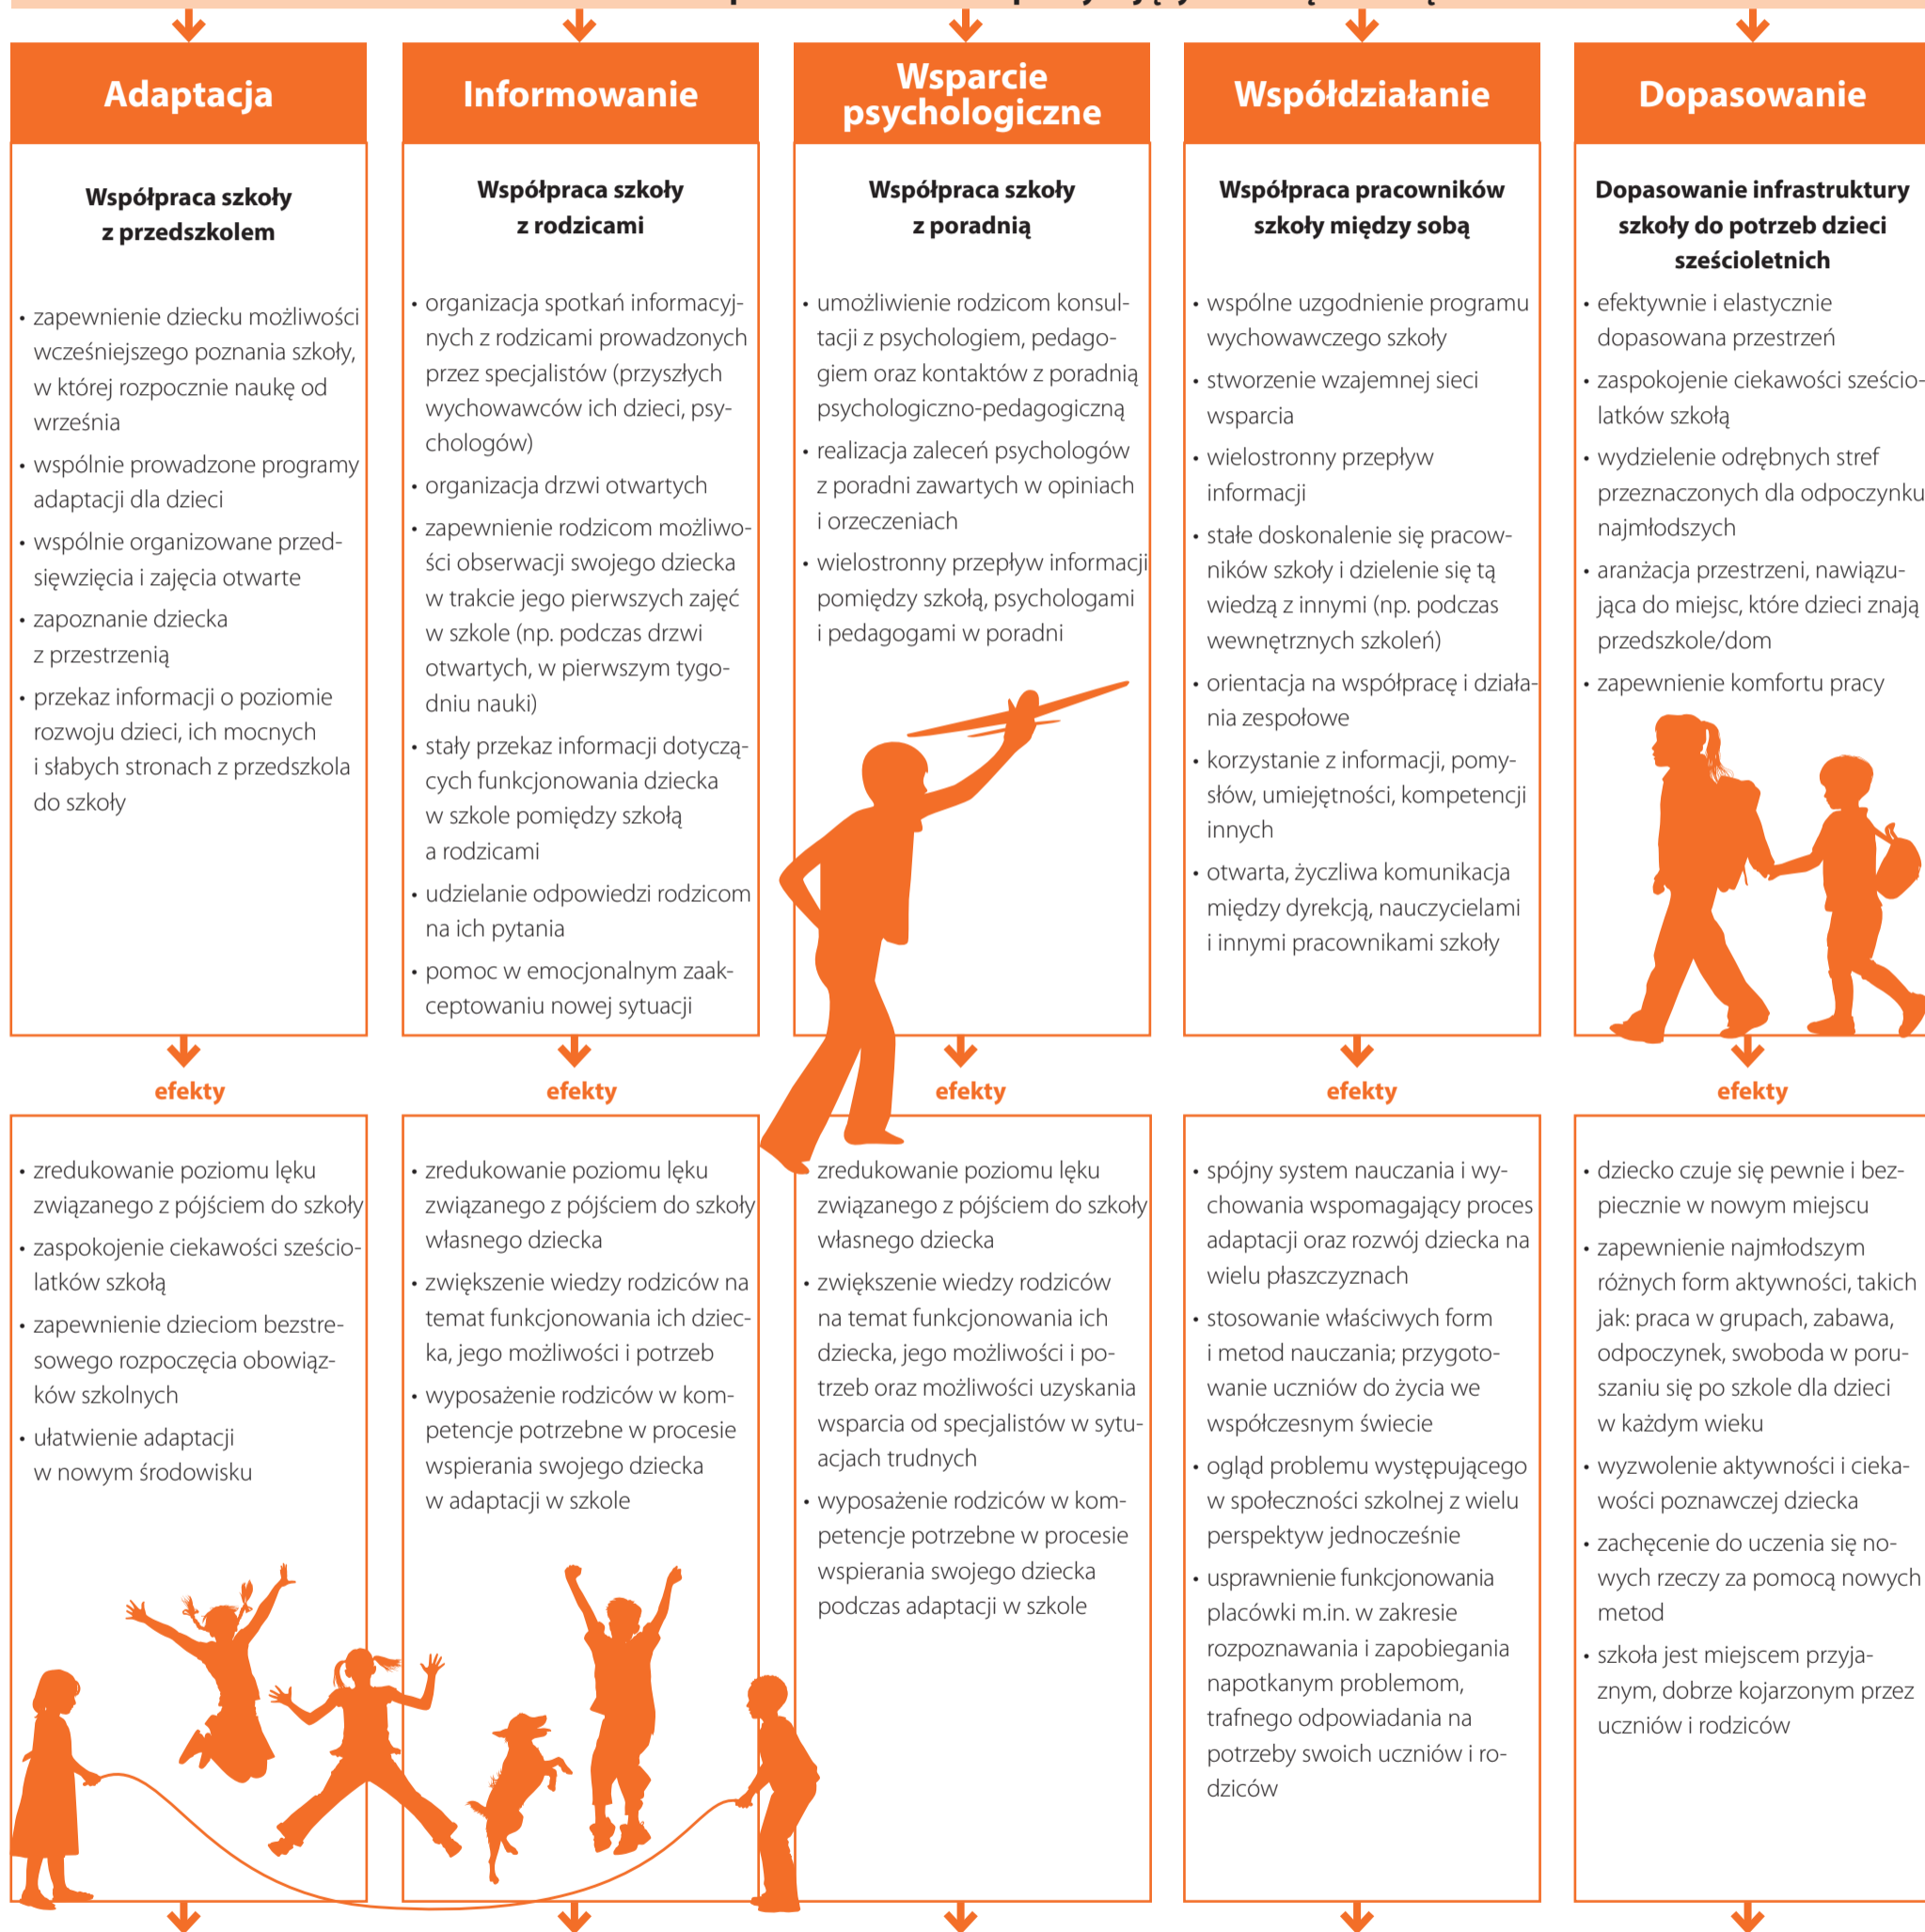 Adaptacja
Współpraca szkoły
z przedszkolem
• zapewnienie dziecku możliwości
wcześniejszego poznania szkoły,
w której rozpocznie naukę od
września
• wspólnie prowadzone programy
adaptacji dla dzieci
• wspólnie organizowane przed-
sięwzięcia i zajęcia otwarte
• zapoznanie dziecka
z przestrzenią
• przekaz informacji o poziomie
rozwoju dzieci, ich mocnych
i słabych stronach z przedszkola
do szkoły
efekty
• zredukowanie poziomu lęku
związanego z pójściem do szkoły
• zaspokojenie ciekawości sześcio-
latków szkołą
• zapewnienie dzieciom bezstre-
sowego rozpoczęcia obowiąz-
ków szkolnych
• ułatwienie adaptacji
w nowym środowisku
Informowanie
Współpraca szkoły
z rodzicami
• organizacja spotkań informacyj-
nych z rodzicami prowadzonych
przez specjalistów (przyszłych
wychowawców ich dzieci, psy-
chologów)
• organizacja drzwi otwartych
• zapewnienie rodzicom możliwo-
ści obserwacji swojego dziecka
w trakcie jego pierwszych zajęć
w szkole (np. podczas drzwi
otwartych, w pierwszym tygo-
dniu nauki)
• stały przekaz informacji dotyczą-
cych funkcjonowania dziecka
w szkole pomiędzy szkołą
a rodzicami
• udzielanie odpowiedzi rodzicom
na ich pytania
• pomoc w emocjonalnym zaak-
ceptowaniu nowej sytuacji
efekty
• zredukowanie poziomu lęku
związanego z pójściem do szkoły
własnego dziecka
• zwiększenie wiedzy rodziców na
temat funkcjonowania ich dziec-
ka, jego możliwości i potrzeb
• wyposażenie rodziców w kom-
petencje potrzebne w procesie
wspierania swojego dziecka
w adaptacji w szkole
Wsparcie
psychologiczne
Współpraca szkoły
z poradnią
• umożliwienie rodzicom konsul-
tacji z psychologiem, pedago-
giem oraz kontaktów z poradnią
psychologiczno-pedagogiczną
• realizacja zaleceń psychologów
z poradni zawartych w opiniach
i orzeczeniach
• wielostronny przepływ informacji
pomiędzy szkołą, psychologami
i pedagogami w poradni
efekty
zredukowanie poziomu lęku
związanego z pójściem do szkoły
własnego dziecka
• zwiększenie wiedzy rodziców
na temat funkcjonowania ich
dziecka, jego możliwości i po-
trzeb oraz możliwości uzyskania
wsparcia od specjalistów w sytu-
acjach trudnych
• wyposażenie rodziców w kom-
petencje potrzebne w procesie
wspierania swojego dziecka
podczas adaptacji w szkole
Współdziałanie
Współpraca pracowników
szkoły między sobą
• wspólne uzgodnienie programu
wychowawczego szkoły
• stworzenie wzajemnej sieci
wsparcia
• wielostronny przepływ
informacji
• stałe doskonalenie się pracow-
ników szkoły i dzielenie się tą
wiedzą z innymi (np. podczas
wewnętrznych szkoleń)
• orientacja na współpracę i działa-
nia zespołowe
• korzystanie z informacji, pomy-
słów, umiejętności, kompetencji
innych
• otwarta, życzliwa komunikacja
między dyrekcją, nauczycielami
i innymi pracownikami szkoły
efekty
• spójny system nauczania i wy-
chowania wspomagający proces
adaptacji oraz rozwój dziecka na
wielu płaszczyznach
• stosowanie właściwych form
i metod nauczania; przygoto-
wanie uczniów do życia we
współczesnym świecie
• ogląd problemu występującego
w społeczności szkolnej z wielu
perspektyw jednocześnie
• usprawnienie funkcjonowania
placówki m.in. w zakresie
rozpoznawania i zapobiegania
napotkanym problemom,
trafnego odpowiadania na
potrzeby swoich uczniów i ro-
dziców
Dopasowanie
Dopasowanie infrastruktury
szkoły do potrzeb dzieci
sześcioletnich
• efektywnie i elastycznie
dopasowana przestrzeń
• zaspokojenie ciekawości sześcio-
latków szkołą
• wydzielenie odrębnych stref
przeznaczonych dla odpoczynku
najmłodszych
• aranżacja przestrzeni, nawiązu-
jąca do miejsc, które dzieci znają
przedszkole/dom
• zapewnienie komfortu pracy
efekty
• dziecko czuje się pewnie i bez-
piecznie w nowym miejscu
• zapewnienie najmłodszym
różnych form aktywności, takich
jak: praca w grupach, zabawa,
odpoczynek, swoboda w poru-
szaniu się po szkole dla dzieci
w każdym wieku
• wyzwolenie aktywności i cieka-
wości poznawczej dziecka
• zachęcenie do uczenia się no-
wych rzeczy za pomocą nowych
metod
• szkoła jest miejscem przyja-
znym, dobrze kojarzonym przez
uczniów i rodziców